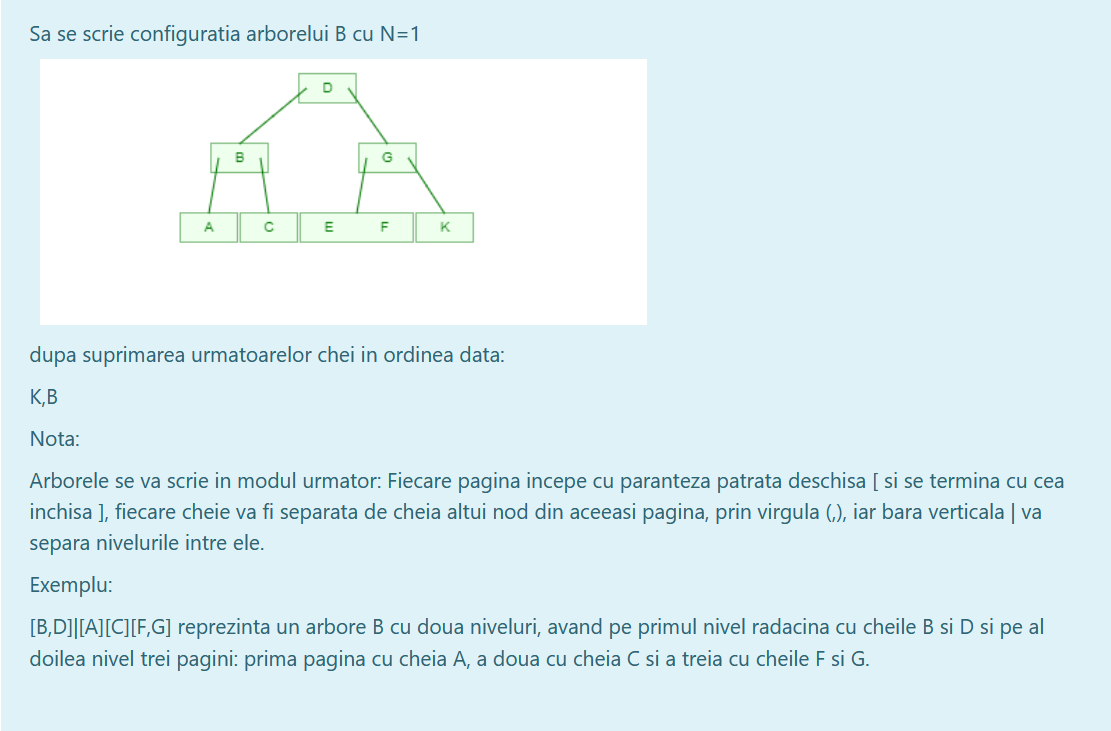 Sa se scrie configuratia arborelui B cu N=1
D
B G
A C E F K
dupa suprimarea urmatoarelor chei in ordinea data:
K,B
Nota:
Arborele se va scrie in modul urmator: Fiecare pagina incepe cu paranteza patrata deschisa [ si se termina cu cea
inchisa ], fiecare cheie va fi separata de cheia altui nod din aceeasi pagina, prin virgula (,), iar bara verticala | va
separa nivelurile intre ele.
Exemplu:
[B,D]|[A][C][F,G] reprezinta un arbore B cu doua niveluri, avand pe primul nivel radacina cu cheile B si D si pe al
doilea nivel trei pagini: prima pagina cu cheia A, a doua cu cheia C si a treia cu cheile F si G.